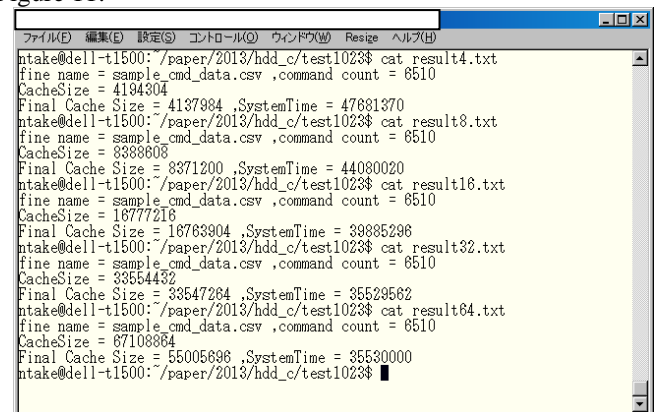 Figure 11.
ファイル(F) 編集(E) 設定(S) コントロール(O) ウィンドウ(W) Resize ヘルプ(H)
ntake@dell-t1500:~/paper/2013/hdd_c/test1023$ cat result4.txt
fine name = sample_cmd_data.csv ,command count = 6510
CacheSize = 4194304
Final Cache Size = 4137984 ,SystemTime = 47681370
ntake@dell-t1500:~/paper/2013/hdd_c/test1023$ cat result8.txt
fine name = sample_cmd_data.csv ,command count = 6510
CacheSize = 8388608
Final Cache Size = 8371200 ,SystemTime = 44080020
ntake@dell-t1500:~/paper/2013/hdd_c/test1023$ cat result16.txt
fine name = sample_cmd_data.csv ,command count = 6510
CacheSize = 16777216
Final Cache Size = 16763904 ,SystemTime = 39885296
ntake@dell-t1500:~/paper/2013/hdd_c/test1023$ cat result32.txt
fine name = sample_cmd_data.csv ,command count = 6510
CacheSize = 33554432
Final Cache Size = 33547264 ,SystemTime = 35529562
ntake@dell-t1500:~/paper/2013/hdd_c/test1023$ cat result64.txt
fine name = sample_cmd_data.csv ,command count = 6510
CacheSize = 67108864
Final Cache Size = 55005696 ,SystemTime = 35530000
ntake@dell-t1500:~/paper/2013/hdd_c/test1023$